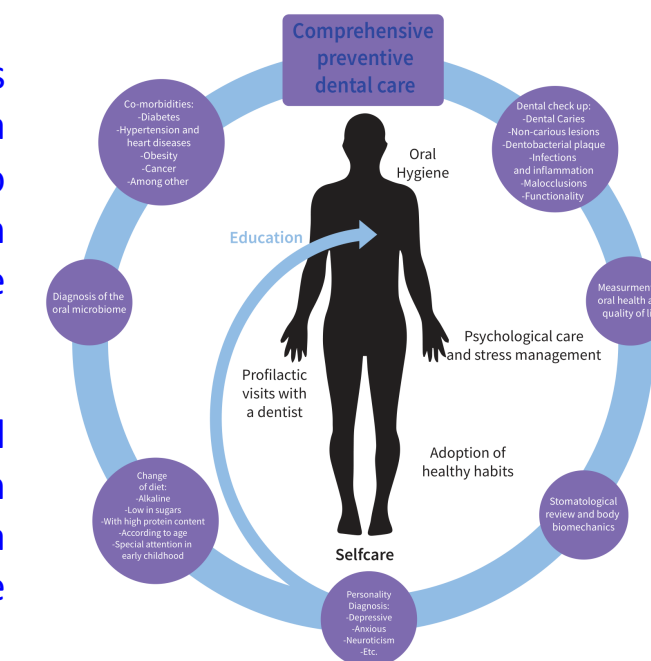 Comprehensive
preventive
dental care
Co-morbidities:
-Diabetes
-Hypertension and
heart diseases
-Obesity
-Cancer
-Among other
Dental check up:
-Dental Caries
-Non-carious lesions
-Dentobacterial plaque
-Infections
and inflammation
-Malocclusions
-Functionality
Oral
Hygiene
Education
Diagnosis of the
oral microbiome
oral health
quality of
Psychological care
and stress management
Profilactic
visits with
a dentist
Adoption of
healthy habits
Change
of diet:
-Alkaline
-Low in sugars
-With high protein content
-According to age
-Special attention in
early childhood
Stomatological
review and body
biomechanics
Selfcare
Personality
Diagnosis:
-Depressive
-Anxious
-Neuroticism
-Etc.